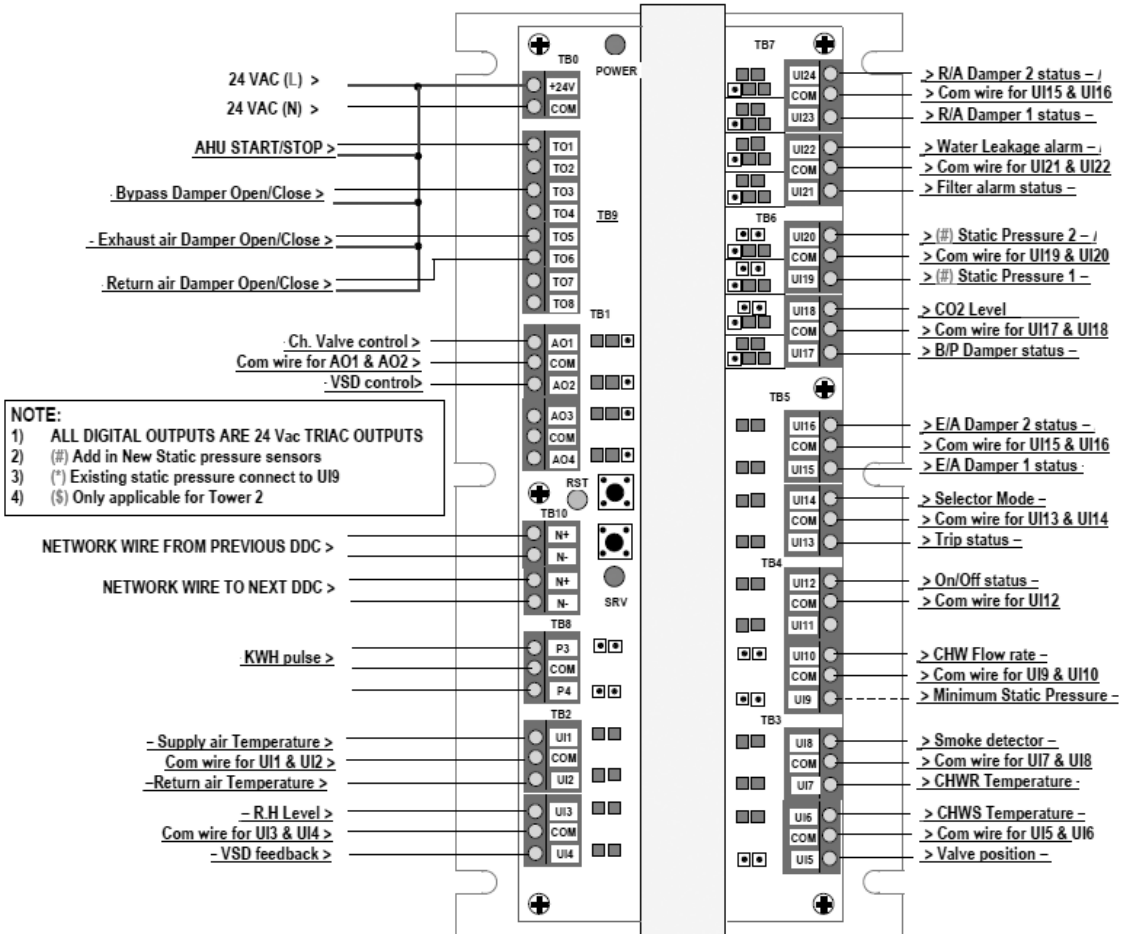 TB0
POWER
24 VAC (L) >
+24V
24 VAC (N) >
COM
AHU START/STOP >
TO1
TO2
- Bypass Damper Open/Close >
TO3
TO4
TB9
- Exhaust air Damper Open/Close >
TO5
TO6
- Return air Damper Open/Close >
TO7
TO8
TB1
- Ch. Valve control >
AO1
Com wire for AO1 & AO2 >
COM
- VSD control>
AO2
AO3
COM
AO4
NOTE:
1) ALL DIGITAL OUTPUTS ARE 24 Vac TRIAC OUTPUTS
2) (#) Add in New Static pressure sensors
3) (*) Existing static pressure connect to UI9
4) ($) Only applicable for Tower 2
RST
TB10
NETWORK WIRE FROM PREVIOUS DDC >
N+
N-
NETWORK WIRE TO NEXT DDC >
N+
N-
SRV
TB8
KWH pulse >
P3
COM
P4
TB2
– Supply air Temperature >
UI1
Com wire for UI1 & UI2 >
COM
–Return air Temperature >
UI2
– R.H Level >
UI3
Com wire for UI3 & UI4 >
COM
– VSD feedback >
UI4
TB7
UI24
> R/A Damper 2 status – /
COM
> Com wire for UI15 & UI16
UI23
> R/A Damper 1 status –
UI22
> Water Leakage alarm – /
COM
> Com wire for UI21 & UI22
UI21
> Filter alarm status –
TB6
UI20
> (#) Static Pressure 2 – /
COM
> Com wire for UI19 & UI20
UI19
> (#) Static Pressure 1 –
UI18
> CO2 Level
COM
> Com wire for UI17 & UI18
UI17
> B/P Damper status –
TB5
UI16
> E/A Damper 2 status –
COM
> Com wire for UI15 & UI16
UI15
> E/A Damper 1 status -
UI14
> Selector Mode –
COM
> Com wire for UI13 & UI14
UI13
> Trip status –
TB4
UI12
> On/Off status –
COM
> Com wire for UI12
UI11
UI10
> CHW Flow rate –
COM
> Com wire for UI9 & UI10
UI9
> Minimum Static Pressure –
TB3
UI8
> Smoke detector –
COM
> Com wire for UI7 & UI8
UI7
> CHWR Temperature -
UI6
> CHWS Temperature –
COM
> Com wire for UI5 & UI6
UI5
> Valve position –